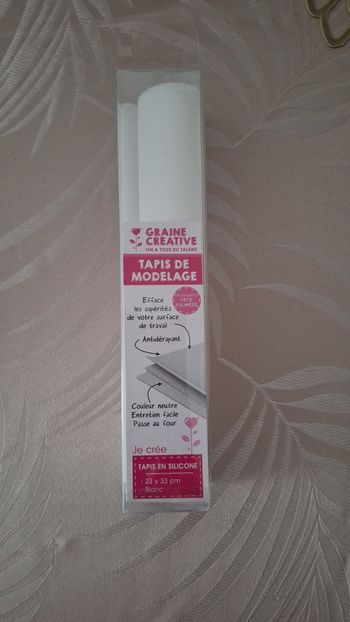 GRAINE
CREATIVE
ON A TOUS DU TALENT
TAPIS DE
MODELAGE
Efface
les aspérités
de votre surface
de travail
Antidérapant
Couleur neutre
Entretien facile
Passe au four
Je crée
TAPIS EN SILICONE
- 23 x 33 cm
- Blanc